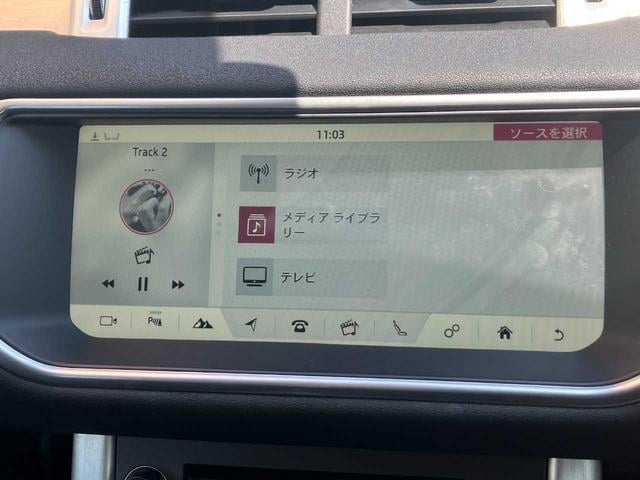 11:03
ソースを選択
Track 2
---
ラジオ
メディア ライブラ
リー
テレビ